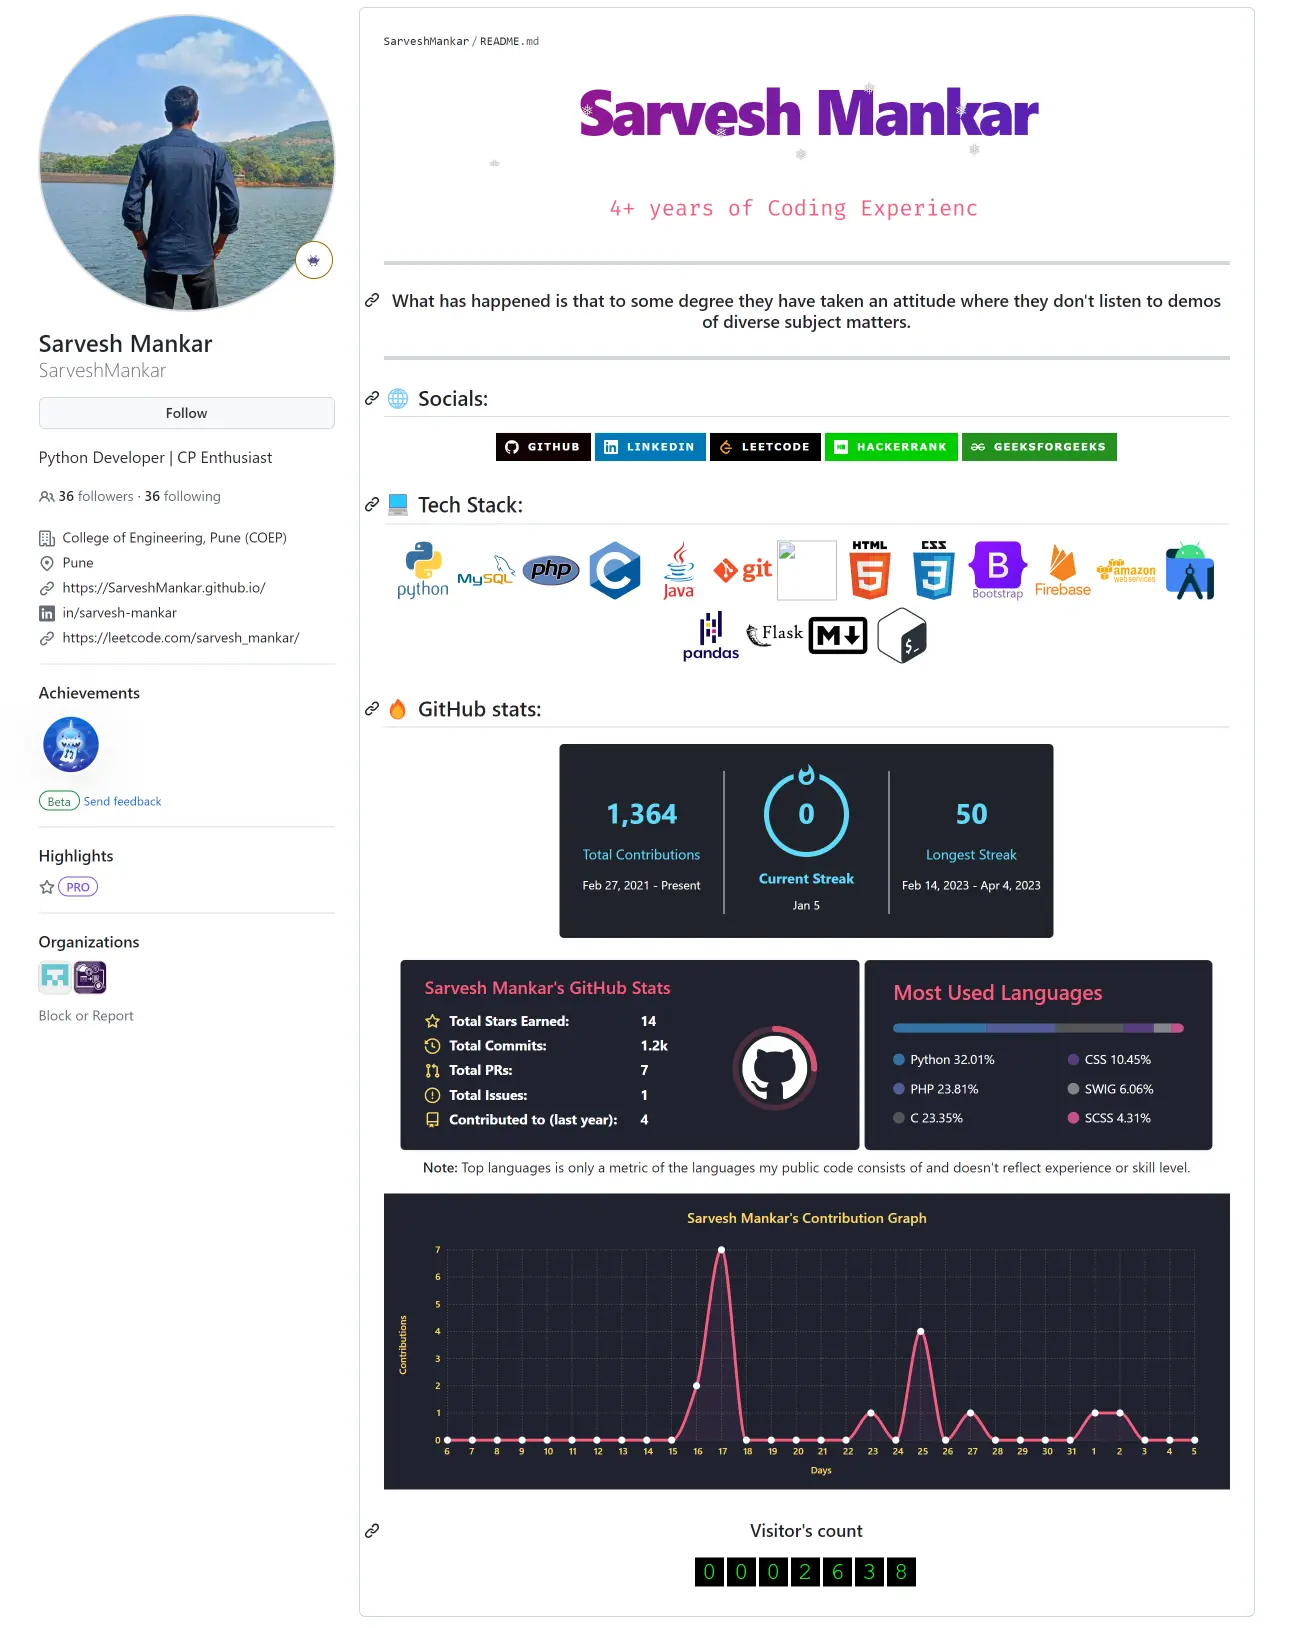 Sarvesh Mankar
SarveshMankar
Follow
Python Developer | CP Enthusiast
36 followers · 36 following
College of Engineering, Pune (COEP)
Pune
https://SarveshMankar.github.io/
in/sarvesh-mankar
https://leetcode.com/sarvesh_mankar/
Achievements
Beta Send feedback
Highlights
PRO
Organizations
Block or Report
SarveshMankar / README.md
Sarvesh Mankar
4+ years of Coding Experienc
What has happened is that to some degree they have taken an attitude where they don't listen to demos
of diverse subject matters.
Socials:
GITHUB LINKEDIN LEETCODE HACKERRANK GEEKSFORGEEKS
Tech Stack:
python MySQL php C Java git HTML 5 CSS 3 B Bootstrap Firebase amazon web services
pandas Flask M $_
GitHub stats:
1,364 0 50
Total Contributions Current Streak Longest Streak
Feb 27, 2021 - Present Jan 5 Feb 14, 2023 - Apr 4, 2023
Sarvesh Mankar's GitHub Stats
Total Stars Earned: 14
Total Commits: 1.2k
Total PRs: 7
Total Issues: 1
Contributed to (last year): 4
Most Used Languages
Python 32.01% CSS 10.45%
PHP 23.81% SWIG 6.06%
C 23.35% SCSS 4.31%
Note: Top languages is only a metric of the languages my public code consists of and doesn't reflect experience or skill level.
Sarvesh Mankar's Contribution Graph
Contributions
7
6
5
4
3
2
1
0
6 7 8 9 10 11 12 13 14 15 16 17 18 19 20 21 22 23 24 25 26 27 28 29 30 31 1 2 3 4 5
Days
Visitor's count
0 0 0 2 6 3 8